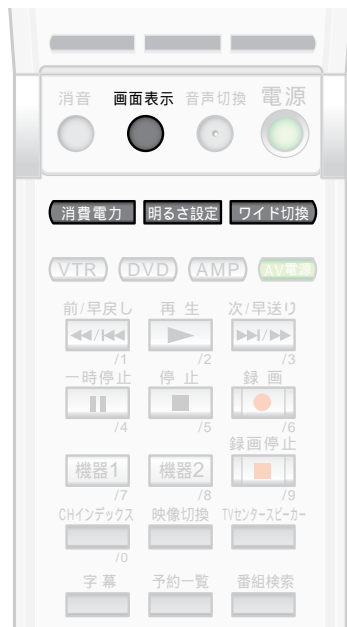 消音 画面表示 音声切換 電源
消費電力 明るさ設定 ワイド切換
VTR DVD AMP AV電源
前/早戻し 再生 次/早送り
/1 /2 /3
一時停止 停止 録画
/4 /5 /6
録画停止
機器1 機器2
/7 /8 /9
CHインデックス 映像切換 TVセンタースピーカー
/0
字幕 予約一覧 番組検索